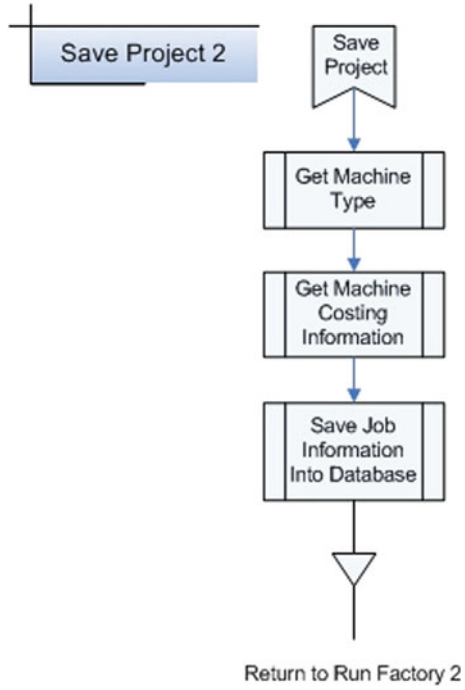 Save Project 2
Save
Project
Get Machine
Type
Get Machine
Costing
Information
Save Job
Information
Into Database
Return to Run Factory 2